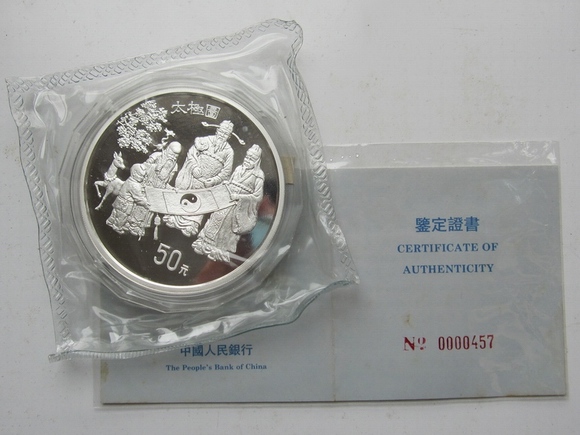 太極圖
50元
鑒定證書
CERTIFICATE OF
AUTHENTICITY
Nº 0000457
中國人民銀行
The People's Bank of China